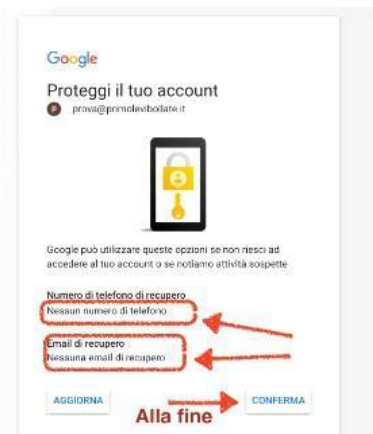 Google
Proteggi il tuo account
P prova@primolevibollate.it
Google può utilizzare queste opzioni se non riesci ad
accedere al tuo account o se notiamo attività sospette
Numero di telefono di recupero
Nessun numero di telefono
Email di recupero
Nessuna email di recupero
AGGIORNA
CONFERMA
Alla fine